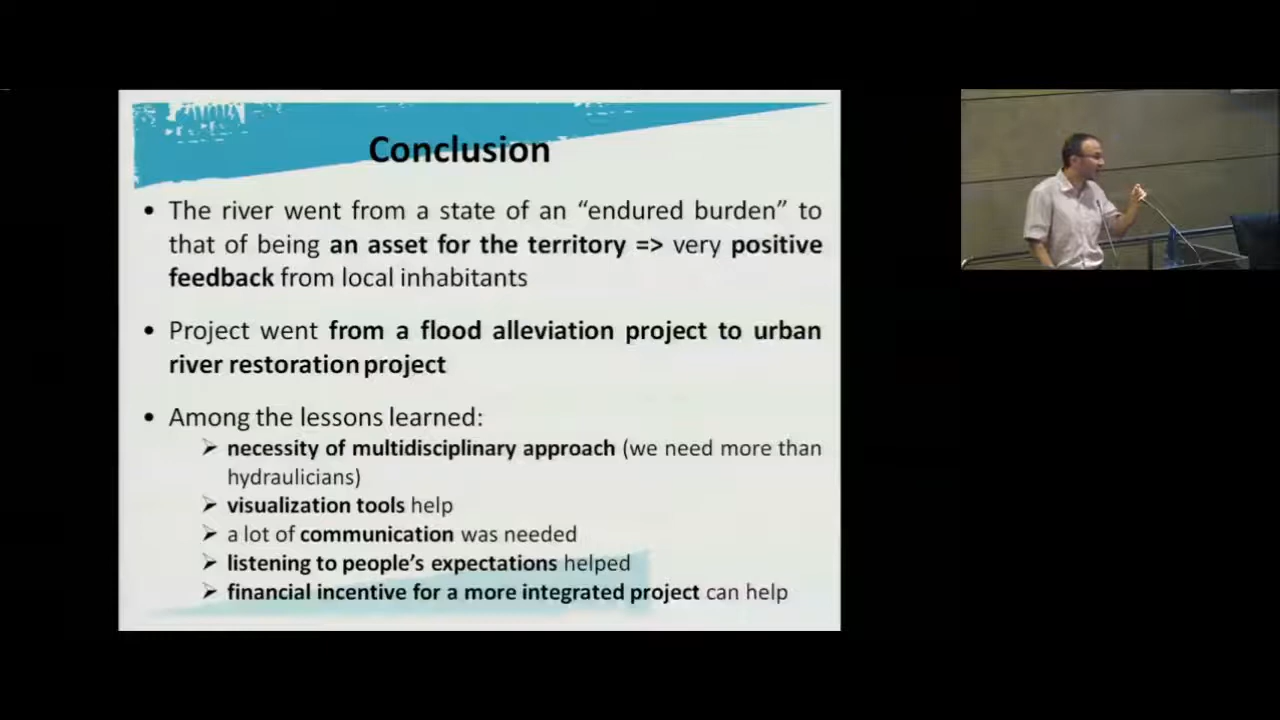 Conclusion
• The river went from a state of an “endured burden” to
that of being an asset for the territory => very positive
feedback from local inhabitants
• Project went from a flood alleviation project to urban
river restoration project
• Among the lessons learned:
➢ necessity of multidisciplinary approach (we need more than
hydraulicians)
➢ visualization tools help
➢ a lot of communication was needed
➢ listening to people’s expectations helped
➢ financial incentive for a more integrated project can help